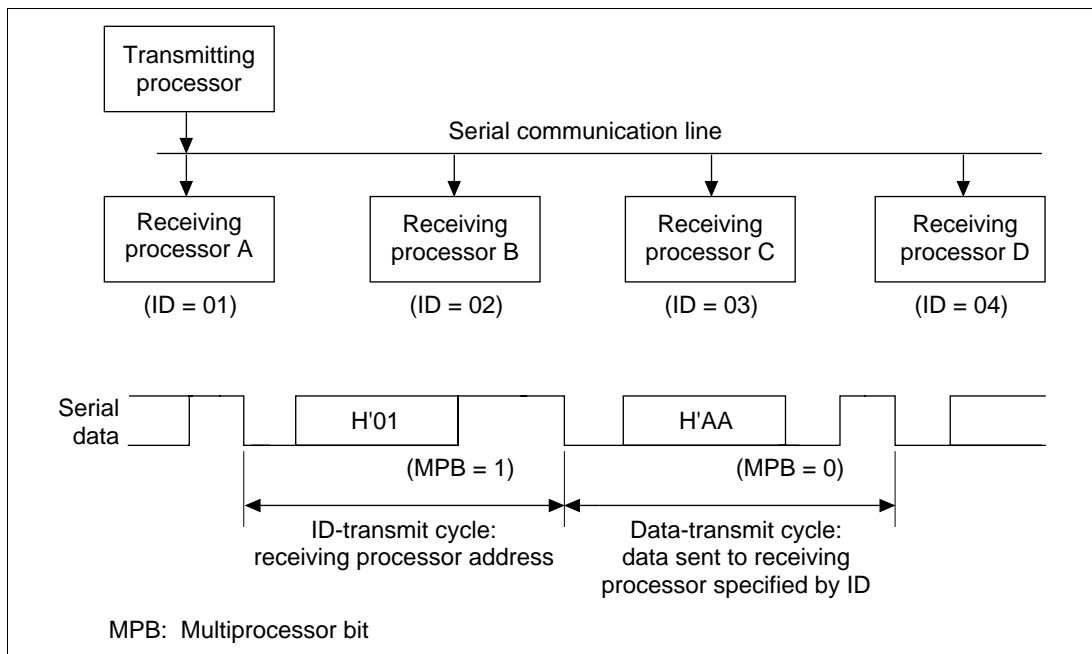 Transmitting
processor
Serial communication line
Receiving
processor A
Receiving
processor B
Receiving
processor C
Receiving
processor D
(ID = 01)
(ID = 02)
(ID = 03)
(ID = 04)
Serial
data
H'01
H'AA
(MPB = 1)
(MPB = 0)
ID-transmit cycle:
receiving processor address
Data-transmit cycle:
data sent to receiving
processor specified by ID
MPB: Multiprocessor bit